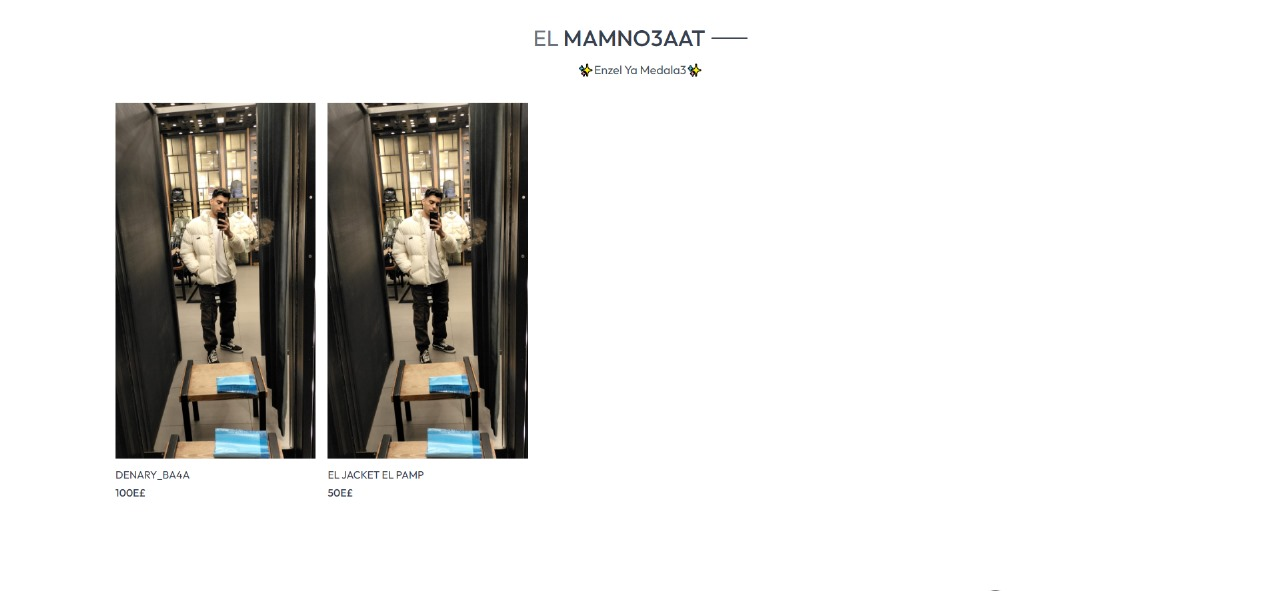 EL MAMNO3AAT
✨Enzel Ya Medala3✨
DENARY_BA4A
100E£
EL JACKET EL PAMP
50E£